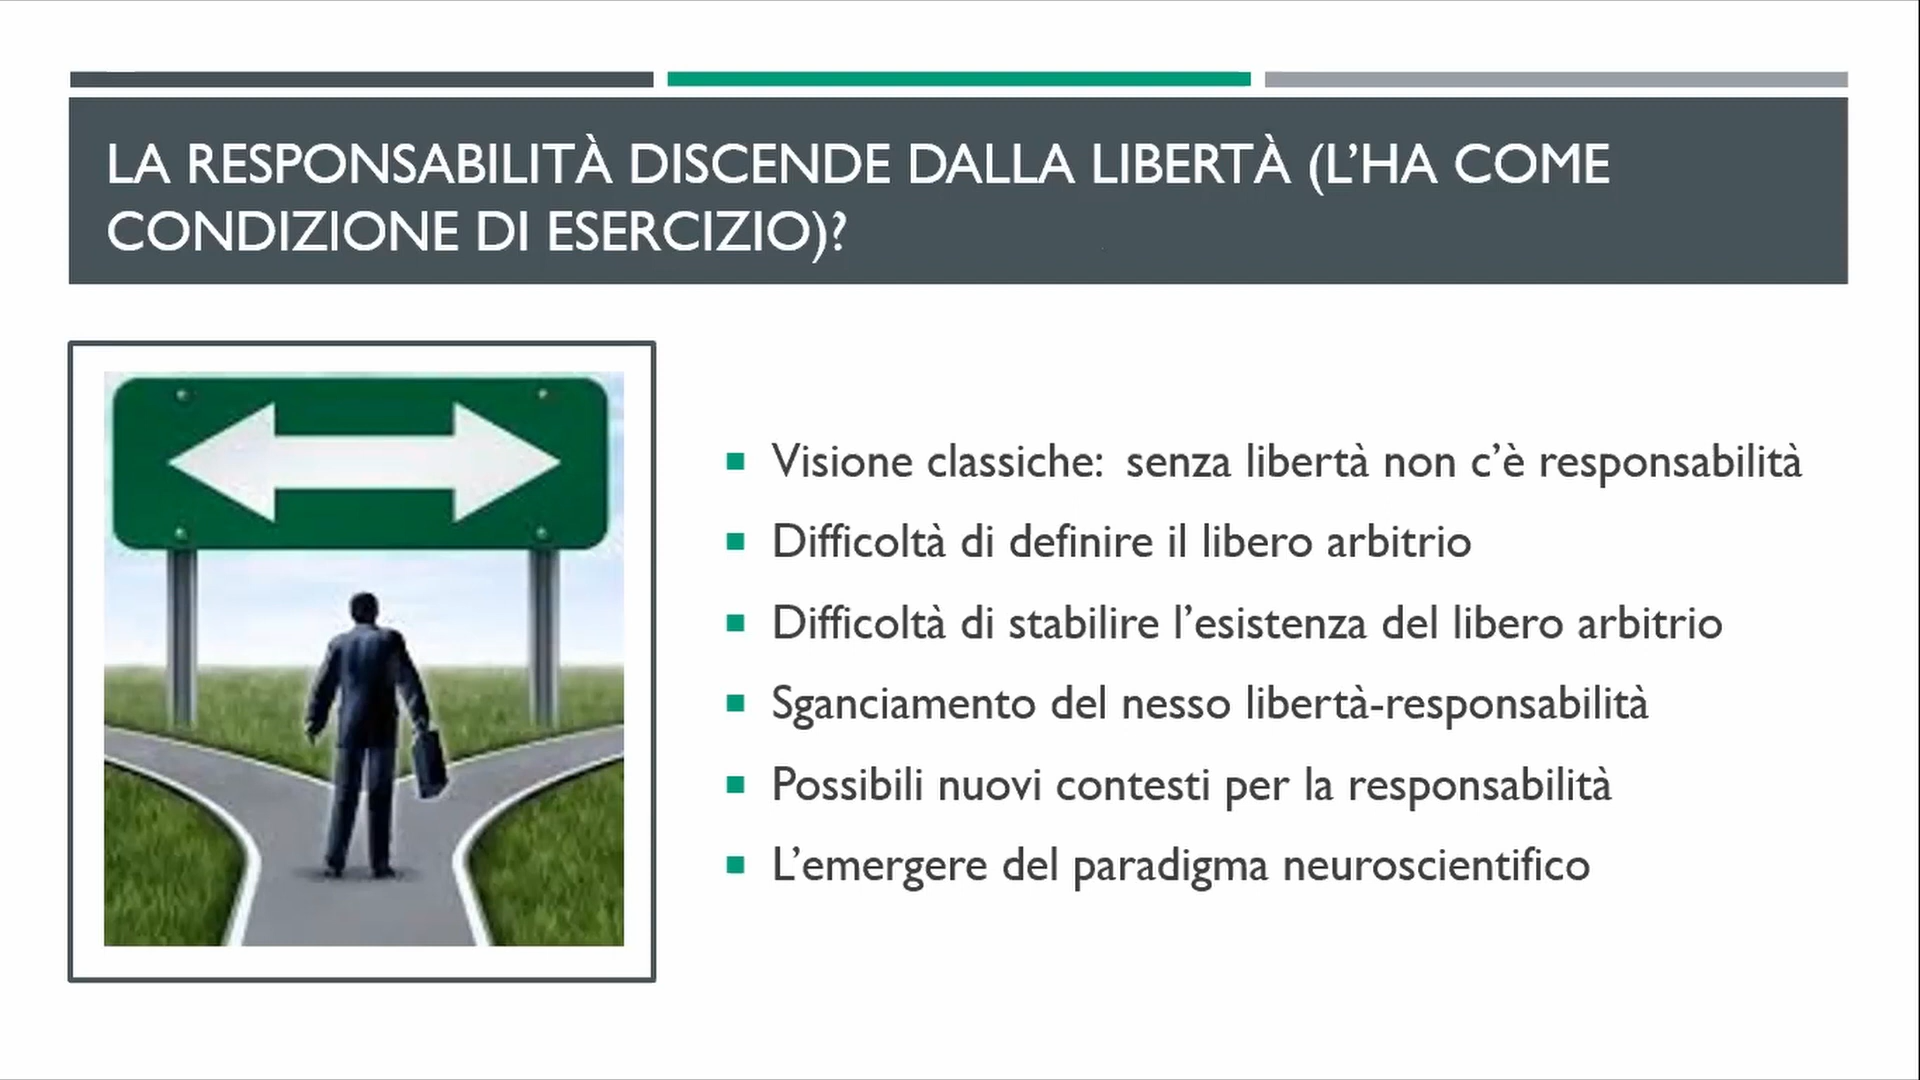 LA RESPONSABILITÀ DISCENDE DALLA LIBERTÀ (L’HA COME
CONDIZIONE DI ESERCIZIO)?
Visione classiche:  senza libertà non c’è responsabilità
Difficoltà di definire il libero arbitrio
Difficoltà di stabilire l’esistenza del libero arbitrio
Sganciamento del nesso libertà-responsabilità
Possibili nuovi contesti per la responsabilità
L’emergere del paradigma neuroscientifico